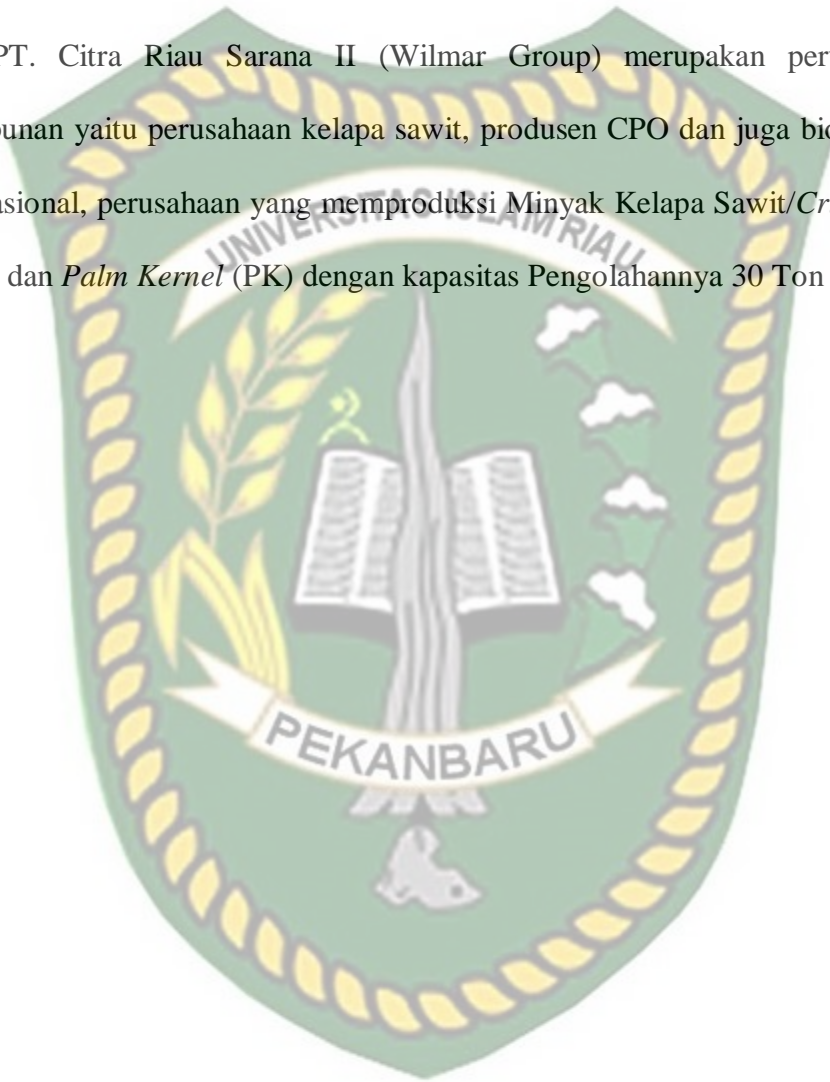 PT. Citra Riau Sarana II (Wilmar Group) merupakan per
unan yaitu perusahaan kelapa sawit, produsen CPO dan juga bi
asional, perusahaan yang memproduksi Minyak Kelapa Sawit/Cr
dan Palm Kernel (PK) dengan kapasitas Pengolahannya 30 Ton
UNIVERSITAS ISLAM RIAU
PEKANBARU